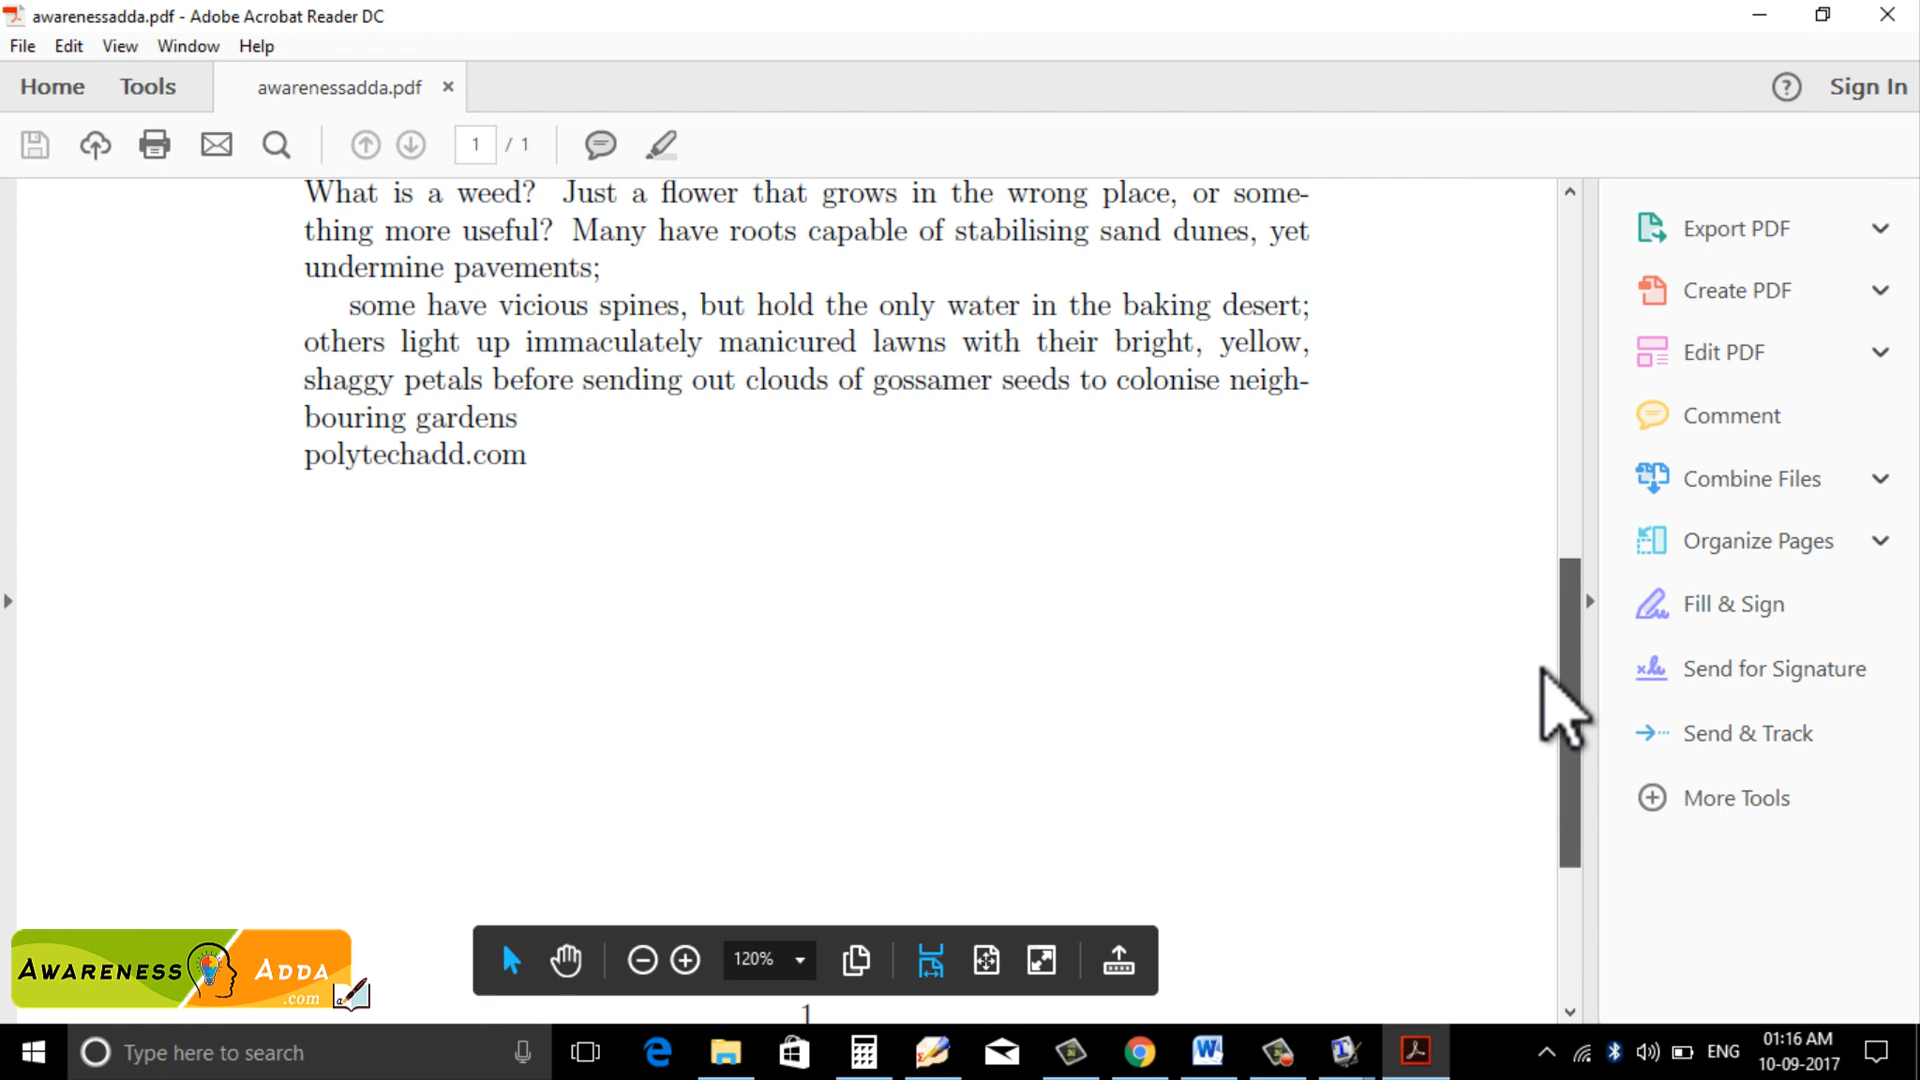 awarenessadda.pdf - Adobe Acrobat Reader DC
File Edit View Window Help
Home Tools awarenessadda.pdf × ? Sign In
1 / 1
What is a weed? Just a flower that grows in the wrong place, or some-
thing more useful? Many have roots capable of stabilising sand dunes, yet
undermine pavements;
some have vicious spines, but hold the only water in the baking desert;
others light up immaculately manicured lawns with their bright, yellow,
shaggy petals before sending out clouds of gossamer seeds to colonise neigh-
bouring gardens
polytechadd.com
Export PDF
Create PDF
Edit PDF
Comment
Combine Files
Organize Pages
Fill & Sign
Send for Signature
Send & Track
More Tools
120%
AWARENESS ADDA
.com
1
Type here to search
ENG
01:16 AM
10-09-2017